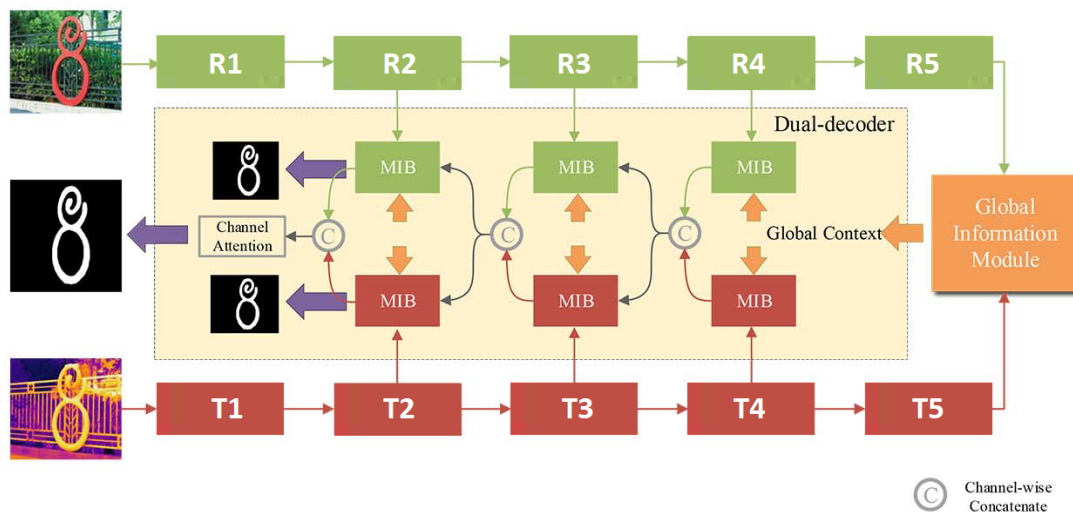 R1
R2
R3
R4
R5
Dual-decoder
MIB
MIB
MIB
Channel
Attention
C
C
C
Global Context
Global
Information
Module
MIB
MIB
MIB
T1
T2
T3
T4
T5
C
Channel-wise
Concatenate